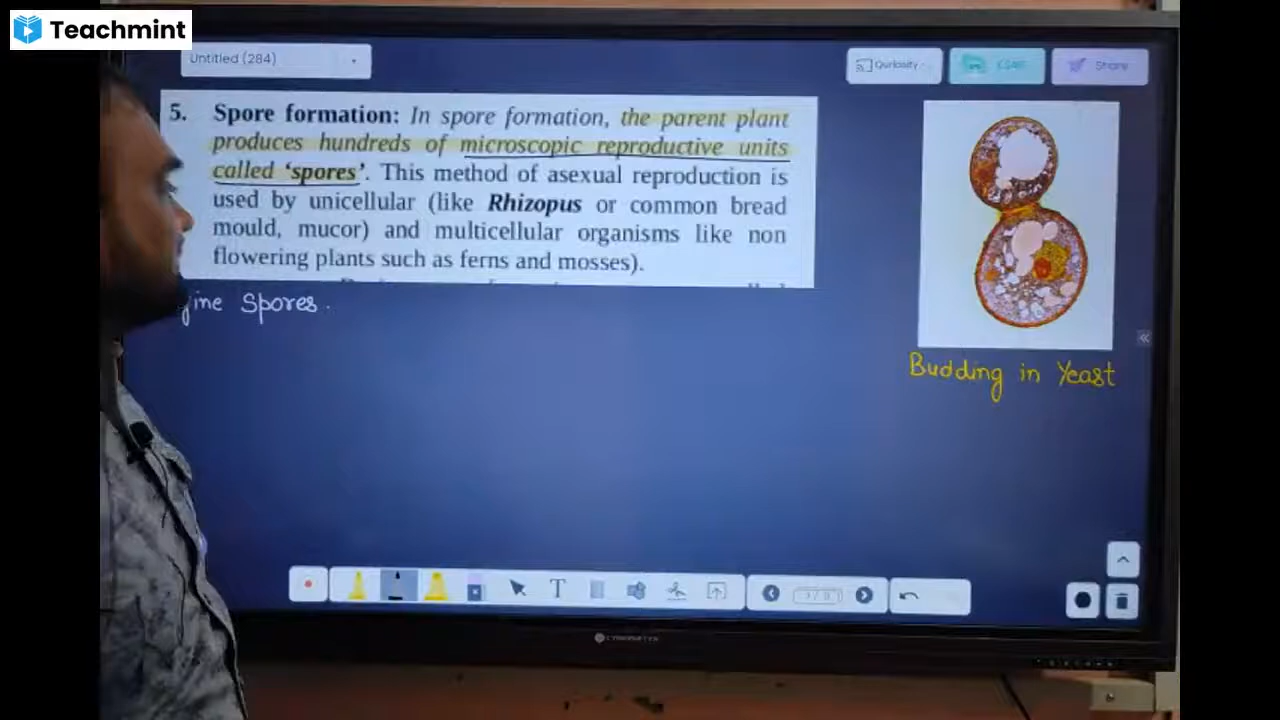 Teachmint
Untitled (284)
Share
5. Spore formation: In spore formation, the parent plant
produces hundreds of microscopic reproductive units
called ‘spores’. This method of asexual reproduction is
used by unicellular (like Rhizopus or common bread
mould, mucor) and multicellular organisms like non
flowering plants such as ferns and mosses).
Spores.
Budding in Yeast
T